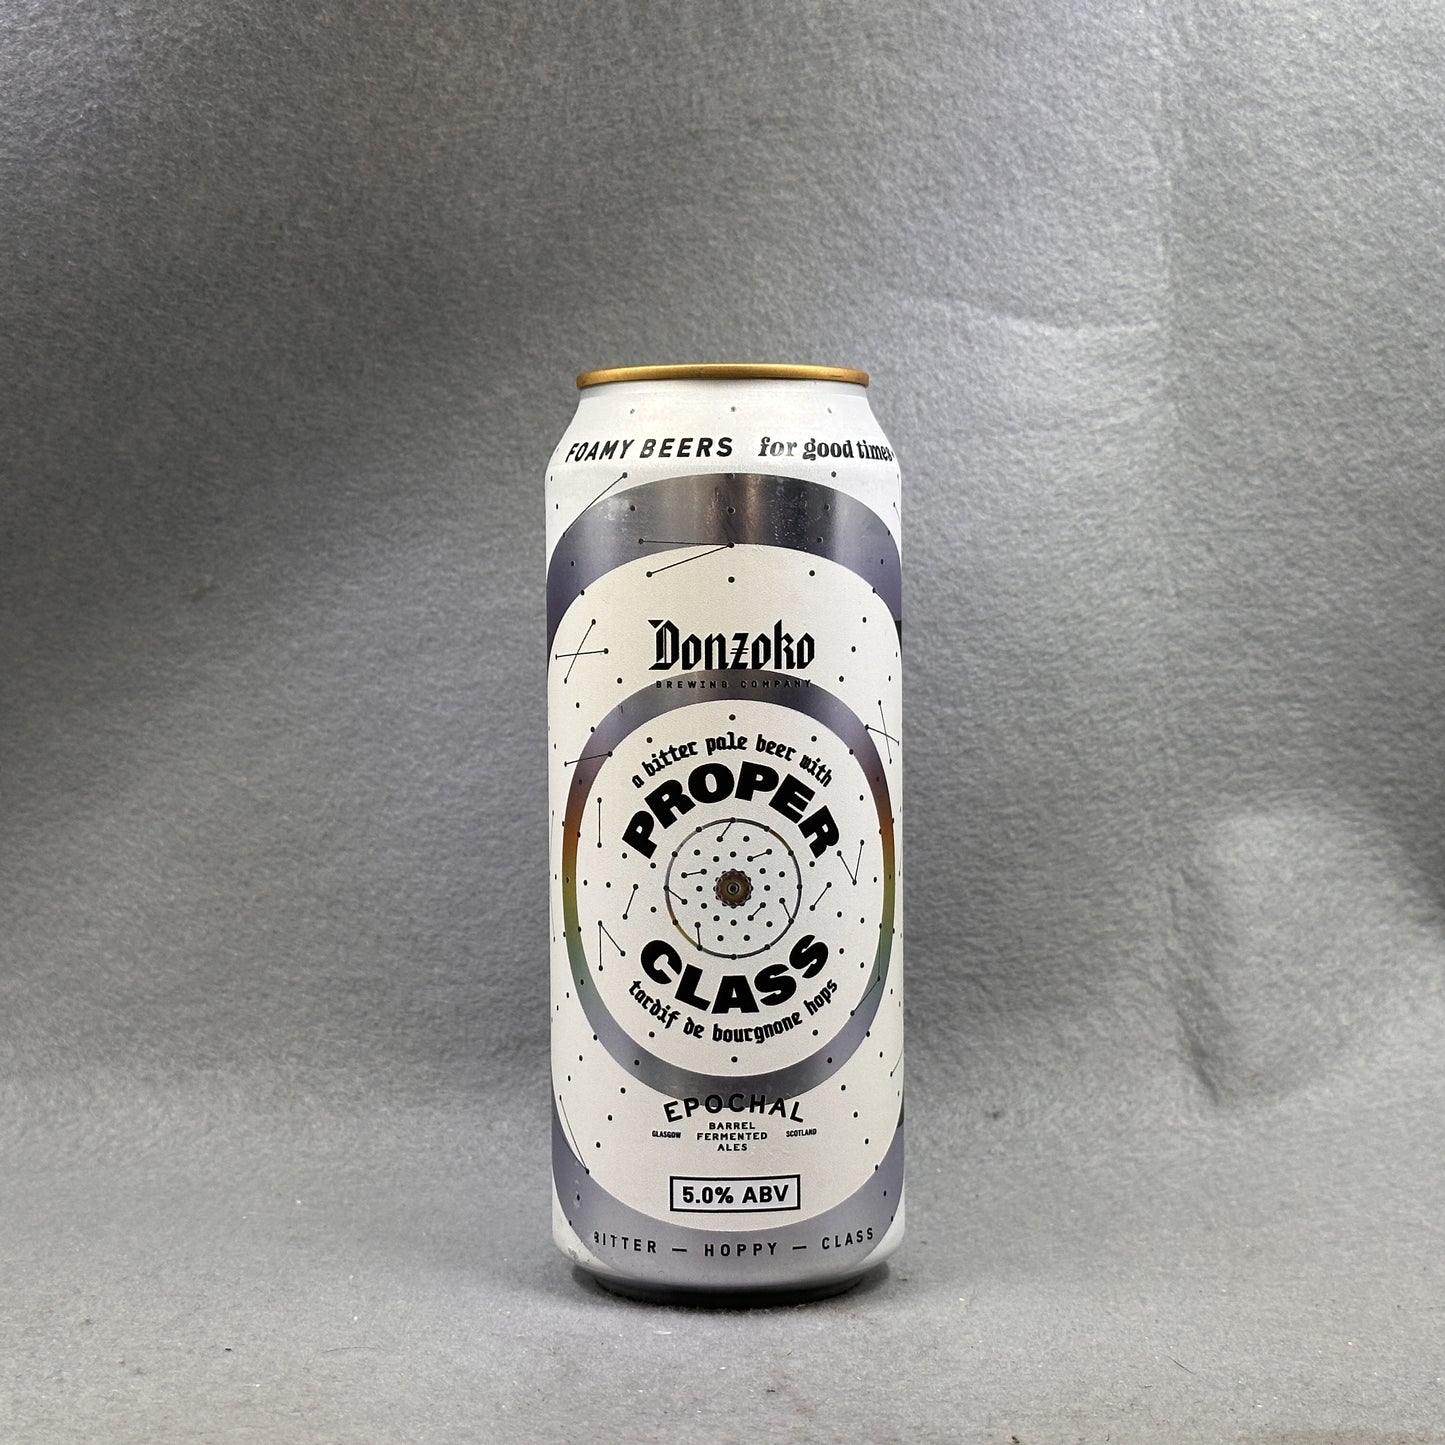 FOAMY BEERS for good times
Donzoko
BREWING COMPANY
a bitter pale beer with
PROPER
CLASS
tardif de bourgnone hops
EPOCHAL
BARREL
GLASGOW FERMENTED SCOTLAND
ALES
5.0% ABV
BITTER — HOPPY — CLASS